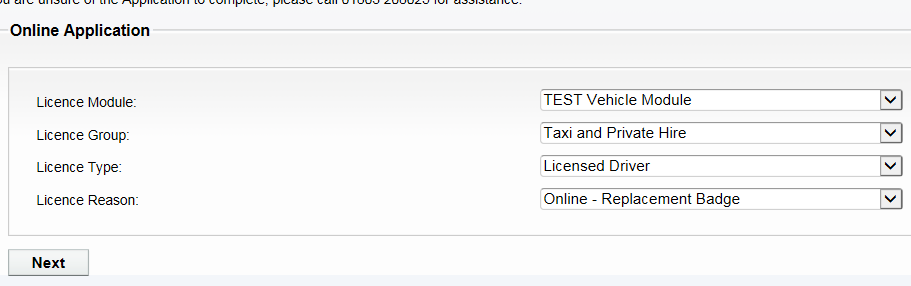 Online Application
Licence Module: TEST Vehicle Module
Licence Group: Taxi and Private Hire
Licence Type: Licensed Driver
Licence Reason: Online - Replacement Badge
Next